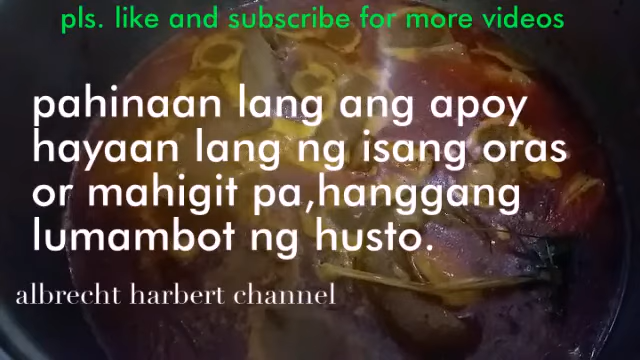 pls. like and subscribe for more videos
pahinaan lang ang apoy
hayaan lang ng isang oras
or mahigit pa,hanggang
lumambot ng husto.
albrecht harbert channel